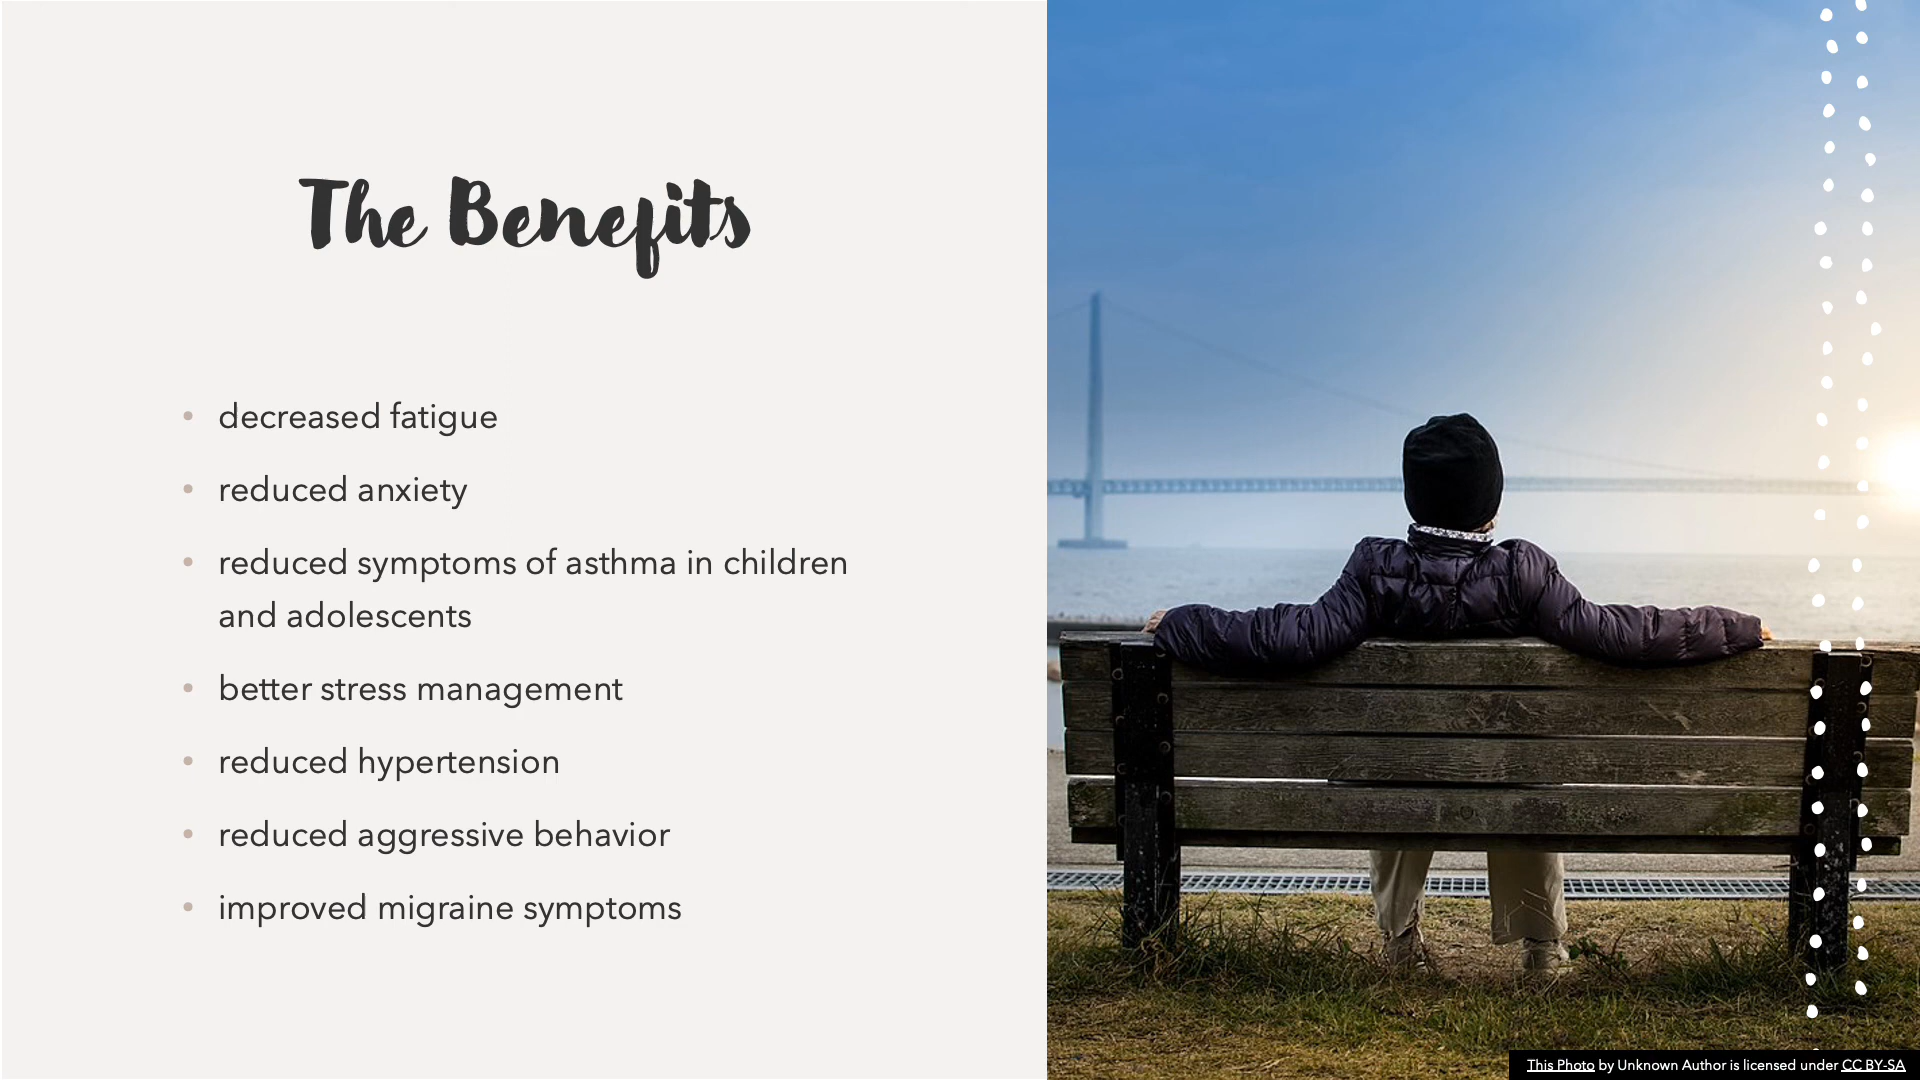 The Benefits
• decreased fatigue
• reduced anxiety
• reduced symptoms of asthma in children
and adolescents
• better stress management
• reduced hypertension
• reduced aggressive behavior
• improved migraine symptoms
This Photo by Unknown Author is licensed under CC BY-SA